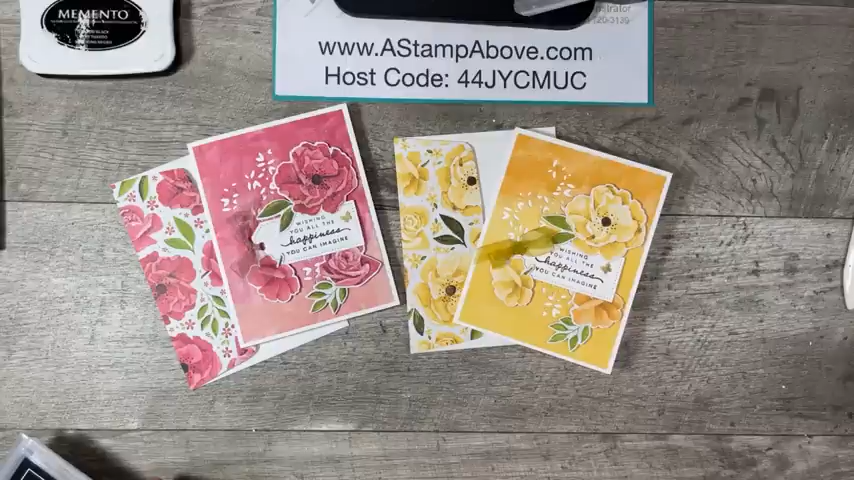 MEMENTO
www.AStampAbove.com
Host Code: 44JYCMUC
WISHING
YOU ALL THE
happiness
YOU CAN IMAGINE
WISHING
YOU ALL THE
happiness
YOU CAN IMAGINE